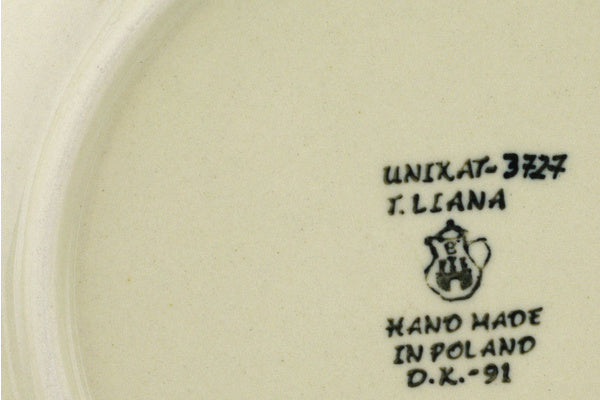 UNIKAT-3727
T. LIANA
B
HAND MADE
IN POLAND
D.K.-91